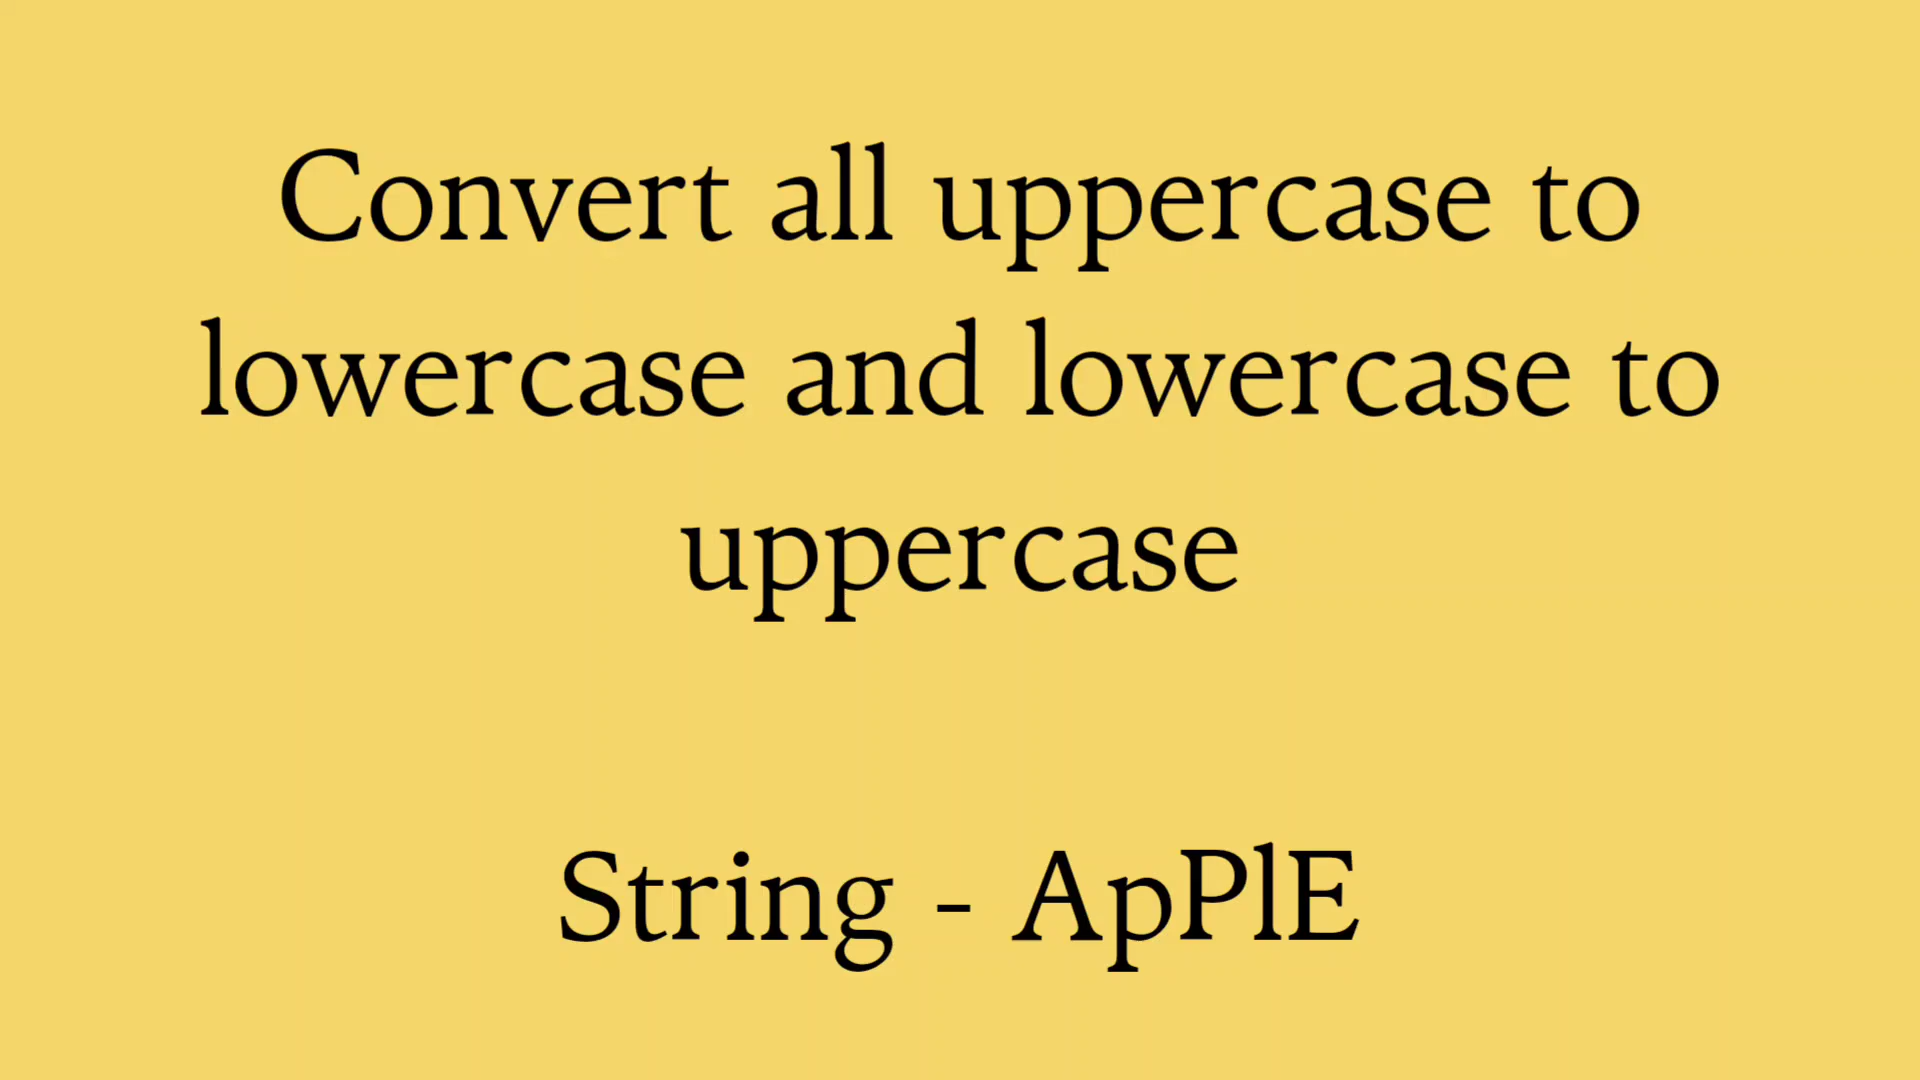 Convert all uppercase to
lowercase and lowercase to
uppercase
String - ApPlE